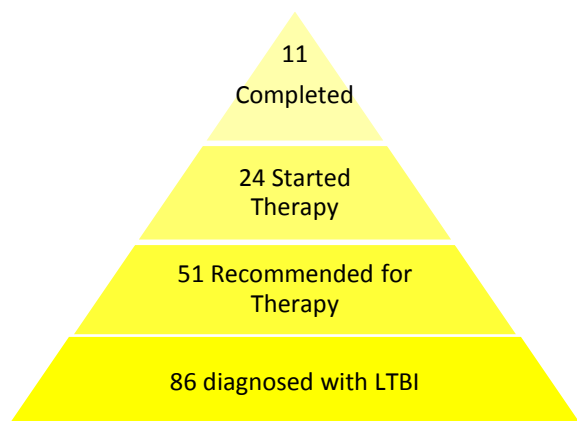 11
Completed
24 Started
Therapy
51 Recommended for
Therapy
86 diagnosed with LTBI